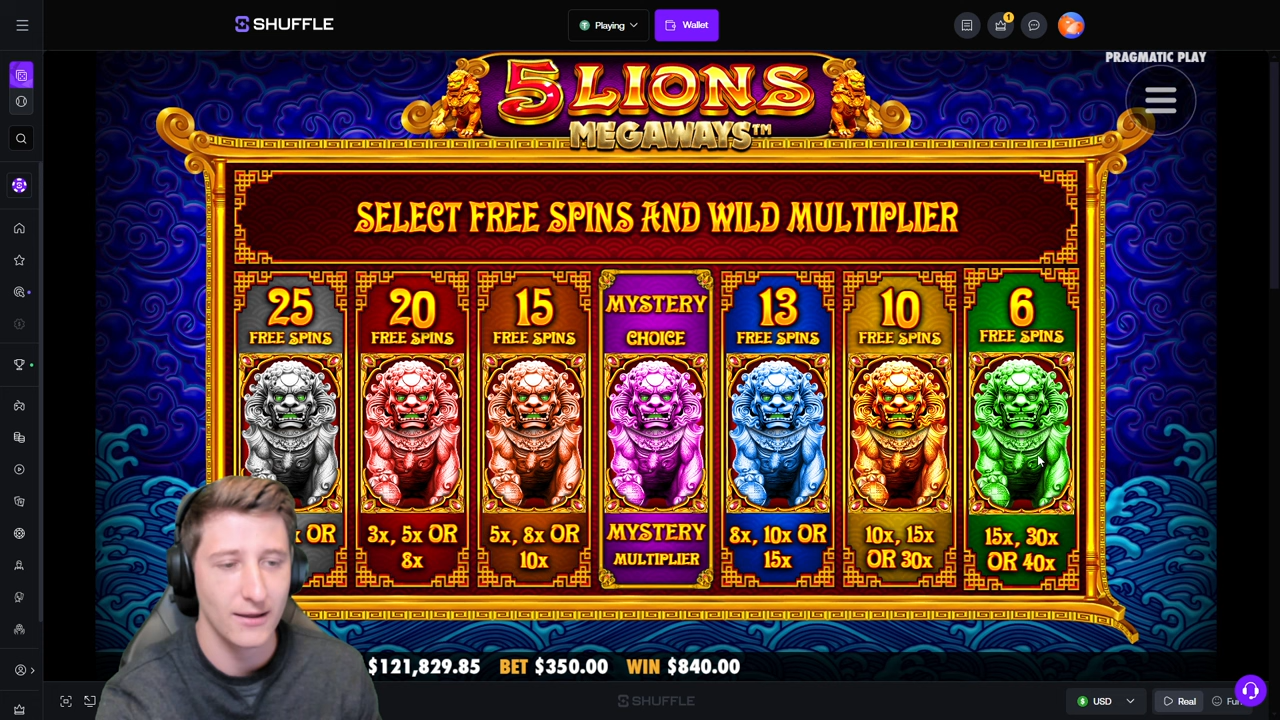 SHUFFLE
Playing
Wallet
1
PRAGMATIC PLAY
5 LIONS
MEGAWAYS™
SELECT FREE SPINS AND WILD MULTIPLIER
25
FREE SPINS
x OR
20
FREE SPINS
3x, 5x OR
8x
15
FREE SPINS
5x, 8x OR
10x
MYSTERY
CHOICE
MYSTERY
MULTIPLIER
13
FREE SPINS
8x, 10x OR
15x
10
FREE SPINS
10x, 15x
OR 30x
6
FREE SPINS
15x, 30x
OR 40x
$121,829.85 BET $350.00 WIN $840.00
SHUFFLE
USD
Real
Fun